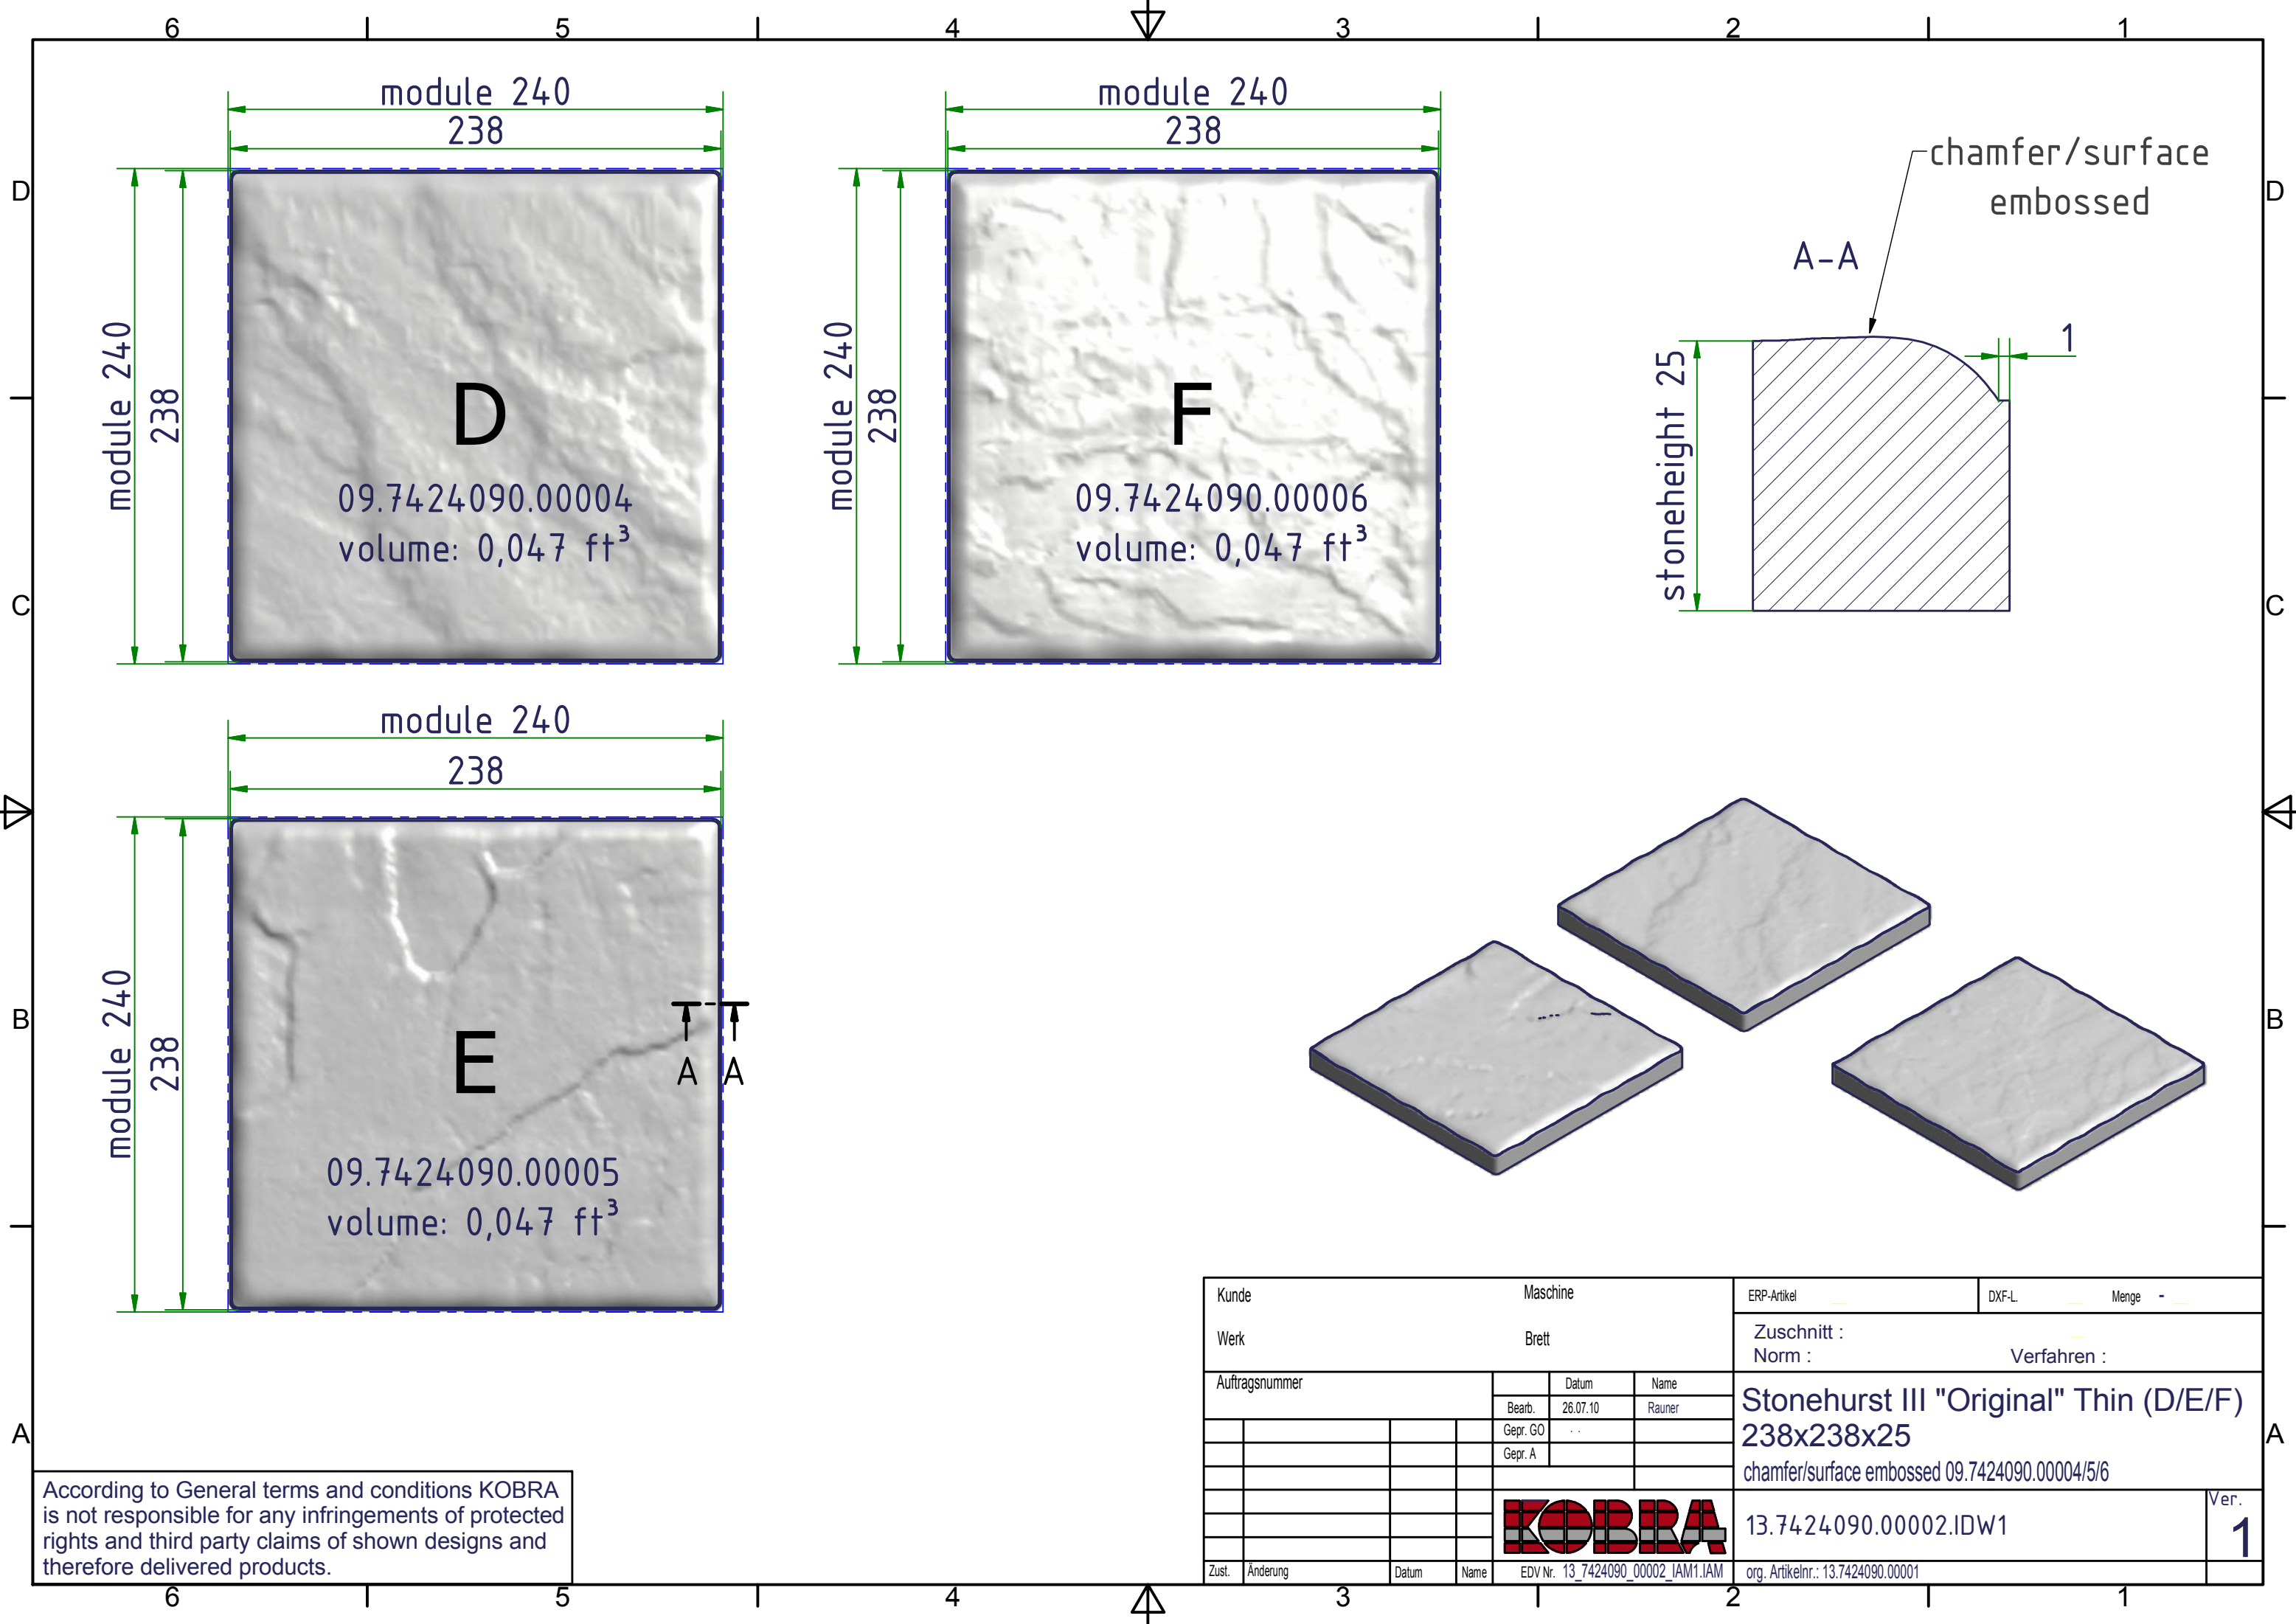 6 5 4 3 2 1
module 240
238
module 240
238
D
09.7424090.00004
volume: 0,047 ft³
module 240
238
module 240
238
F
09.7424090.00006
volume: 0,047 ft³
chamfer/surface
embossed
A-A
1
stoneheight 25
D
D
C
C
B
B
A
A
module 240
238
module 240
238
E
A A
09.7424090.00005
volume: 0,047 ft³
According to General terms and conditions KOBRA
is not responsible for any infringements of protected
rights and third party claims of shown designs and
therefore delivered products.
Kunde Maschine
Werk Brett
Auftragsnummer
Datum Name
Bearb. 26.07.10 Rauner
Gepr. GO . .
Gepr. A
Zust. Änderung Datum Name
KOBRA
EDV Nr. 13_7424090_00002_IAM1.IAM
ERP-Artikel DXF-L. Menge -
Zuschnitt :
Norm : Verfahren :
Stonehurst III "Original" Thin (D/E/F)
238x238x25
chamfer/surface embossed 09.7424090.00004/5/6
13.7424090.00002.IDW1
Ver.
1
org. Artikelnr.: 13.7424090.00001
6 5 4 3 2 1